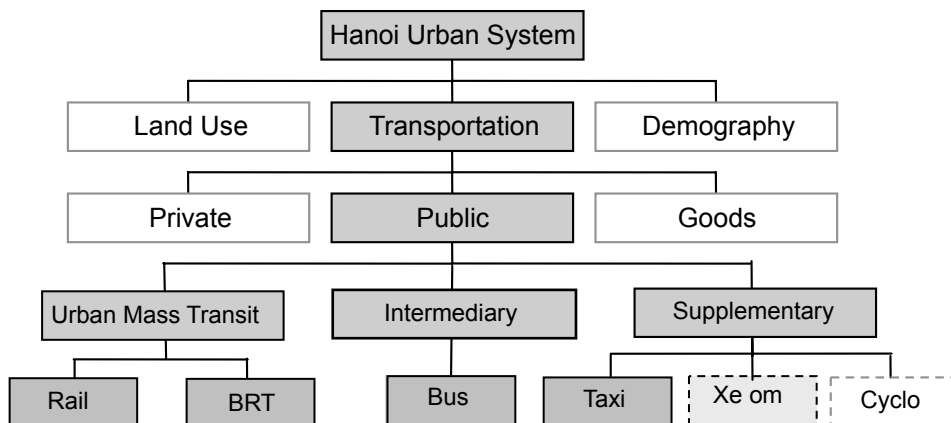 Hanoi Urban System
Land Use
Transportation
Demography
Private
Public
Goods
Urban Mass Transit
Intermediary
Supplementary
Rail
BRT
Bus
Taxi
Xe om
Cyclo